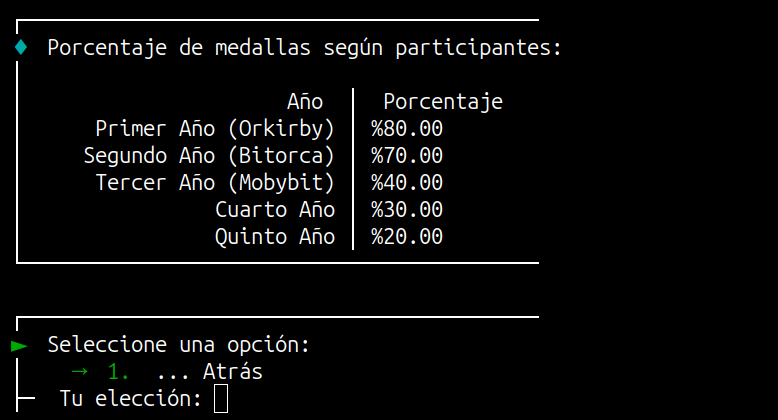 Porcentaje de medallas según participantes:
Año Porcentaje
Primer Año (Orkirby) %80.00
Segundo Año (Bitorca) %70.00
Tercer Año (Mobybit) %40.00
Cuarto Año %30.00
Quinto Año %20.00
Seleccione una opción:
→ 1. ... Atrás
Tu elección: